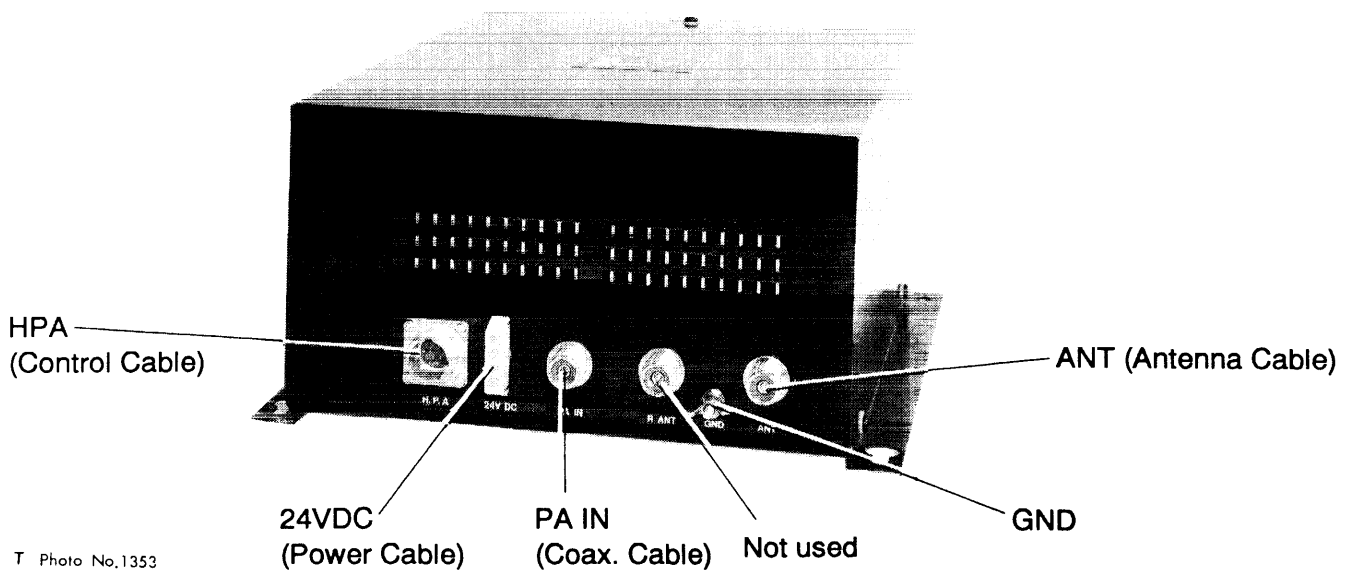 HPA
(Control Cable)
H.P.A
24V DC
PA IN
R ANT
GND
ANT
ANT (Antenna Cable)
24VDC
(Power Cable)
PA IN
(Coax. Cable)
Not used
GND
T Photo No.1353